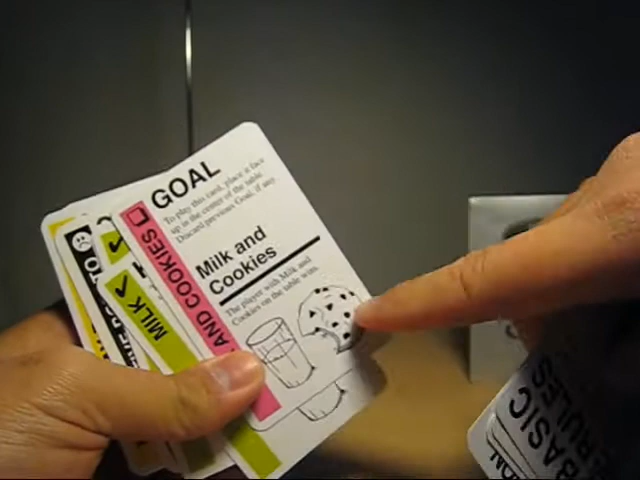 GOAL
To play this card, place it face
up in the center of the table.
Discard previous Goal, if any
Milk and
Cookies
The player with Milk and
Cookies on the table wins.
AND COOKIES
MILK
BASIC
RULES